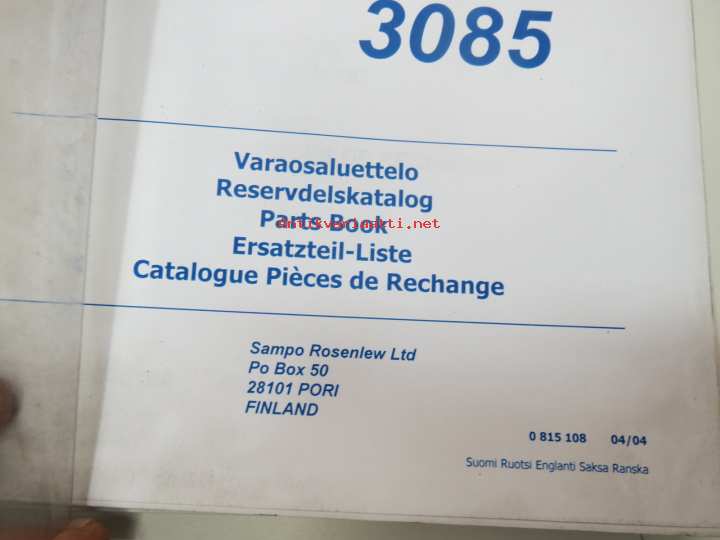 3085
Varaosaluettelo
Reservdelskatalog
Parts Book
antikvariaatti.net
Ersatzteil-Liste
Catalogue Pièces de Rechange
Sampo Rosenlew Ltd
Po Box 50
28101 PORI
FINLAND
0 815 108 04/04
Suomi Ruotsi Englanti Saksa Ranska